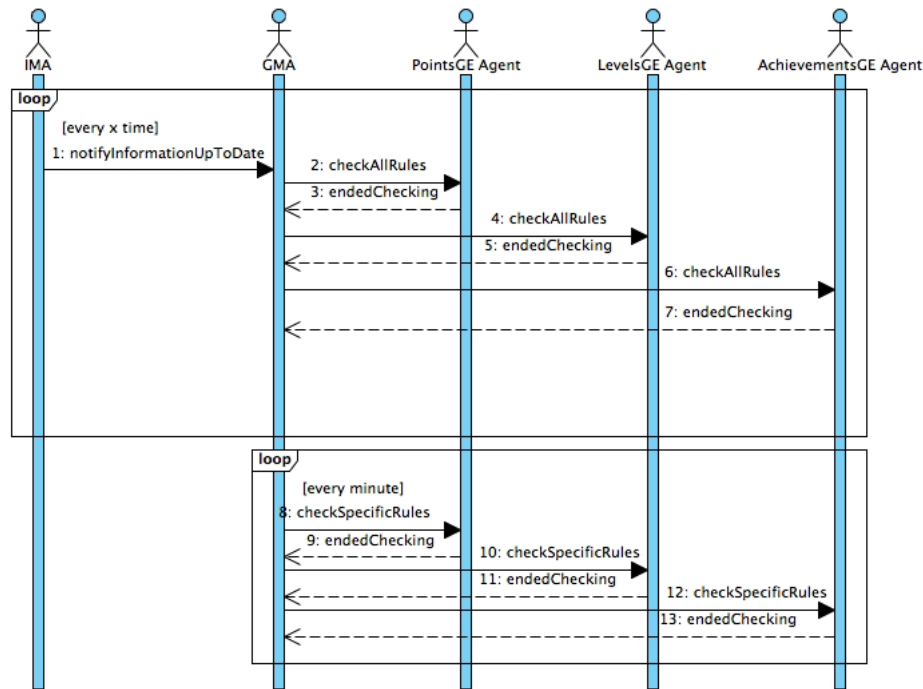 IMA
GMA
PointsGE Agent
LevelsGE Agent
AchievementsGE Agent
loop
[every x time]
1: notifyInformationUpToDate
2: checkAllRules
3: endedChecking
4: checkAllRules
5: endedChecking
6: checkAllRules
7: endedChecking
loop
[every minute]
8: checkSpecificRules
9: endedChecking
10: checkSpecificRules
11: endedChecking
12: checkSpecificRules
13: endedChecking